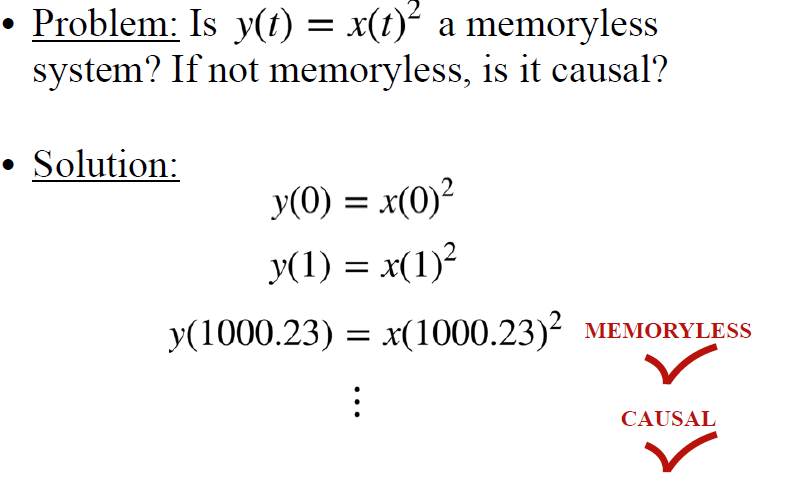 • Problem: Is y(t) = x(t)² a memoryless
system? If not memoryless, is it causal?
• Solution:
y(0) = x(0)²
y(1) = x(1)²
y(1000.23) = x(1000.23)² MEMORYLESS
⋮
CAUSAL